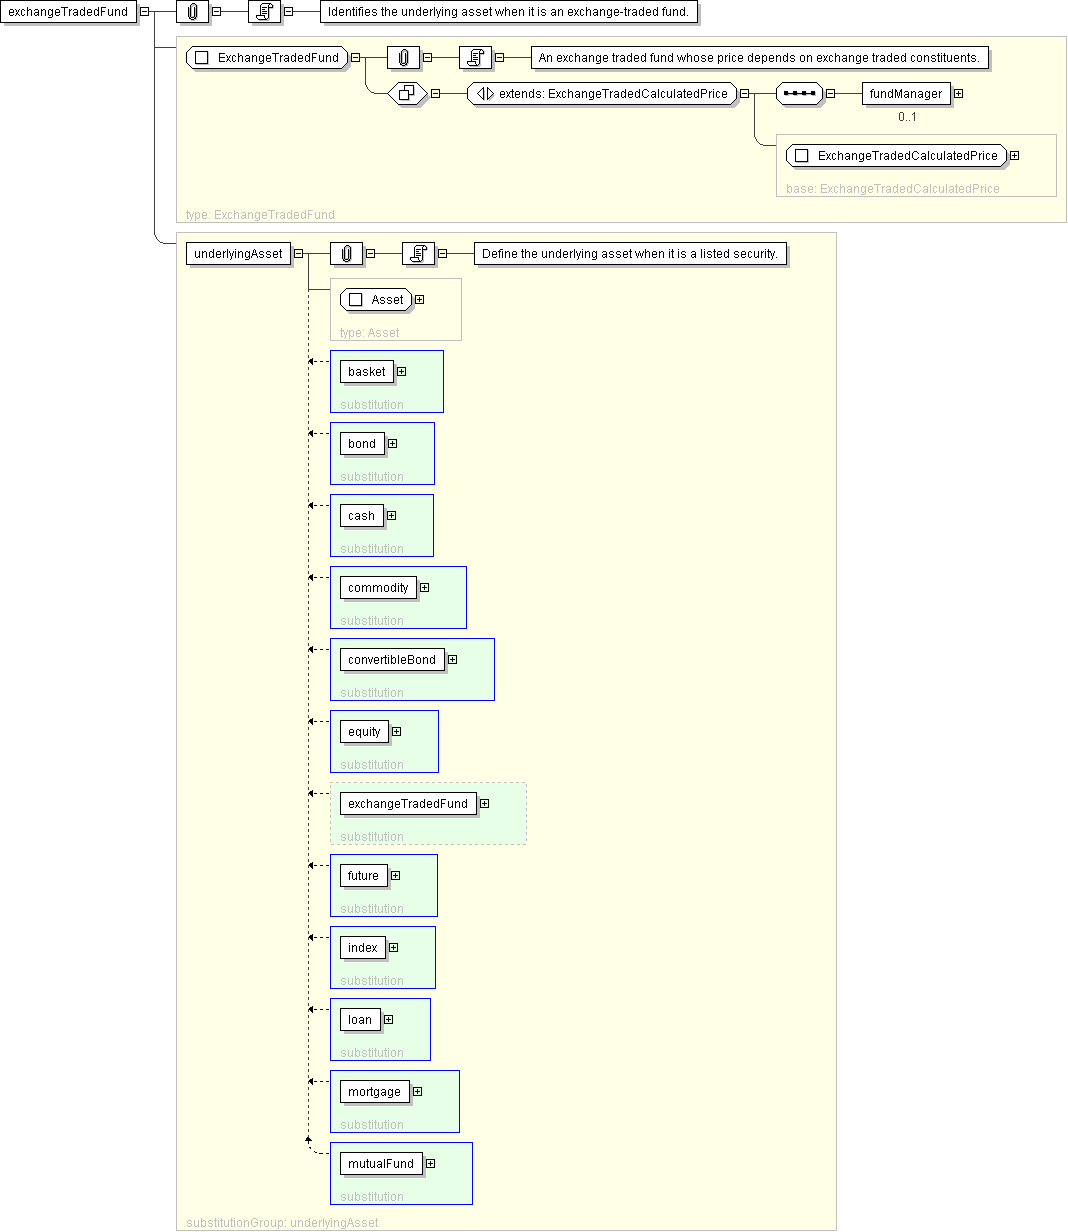 exchangeTradedFund Identifies the underlying asset when it is an exchange-traded fund.
ExchangeTradedFund An exchange traded fund whose price depends on exchange traded constituents.
extends: ExchangeTradedCalculatedPrice fundManager
0..1
ExchangeTradedCalculatedPrice
base: ExchangeTradedCalculatedPrice
type: ExchangeTradedFund
underlyingAsset Define the underlying asset when it is a listed security.
Asset
type: Asset
basket
substitution
bond
substitution
cash
substitution
commodity
substitution
convertibleBond
substitution
equity
substitution
exchangeTradedFund
substitution
future
substitution
index
substitution
loan
substitution
mortgage
substitution
mutualFund
substitution
substitutionGroup: underlyingAsset